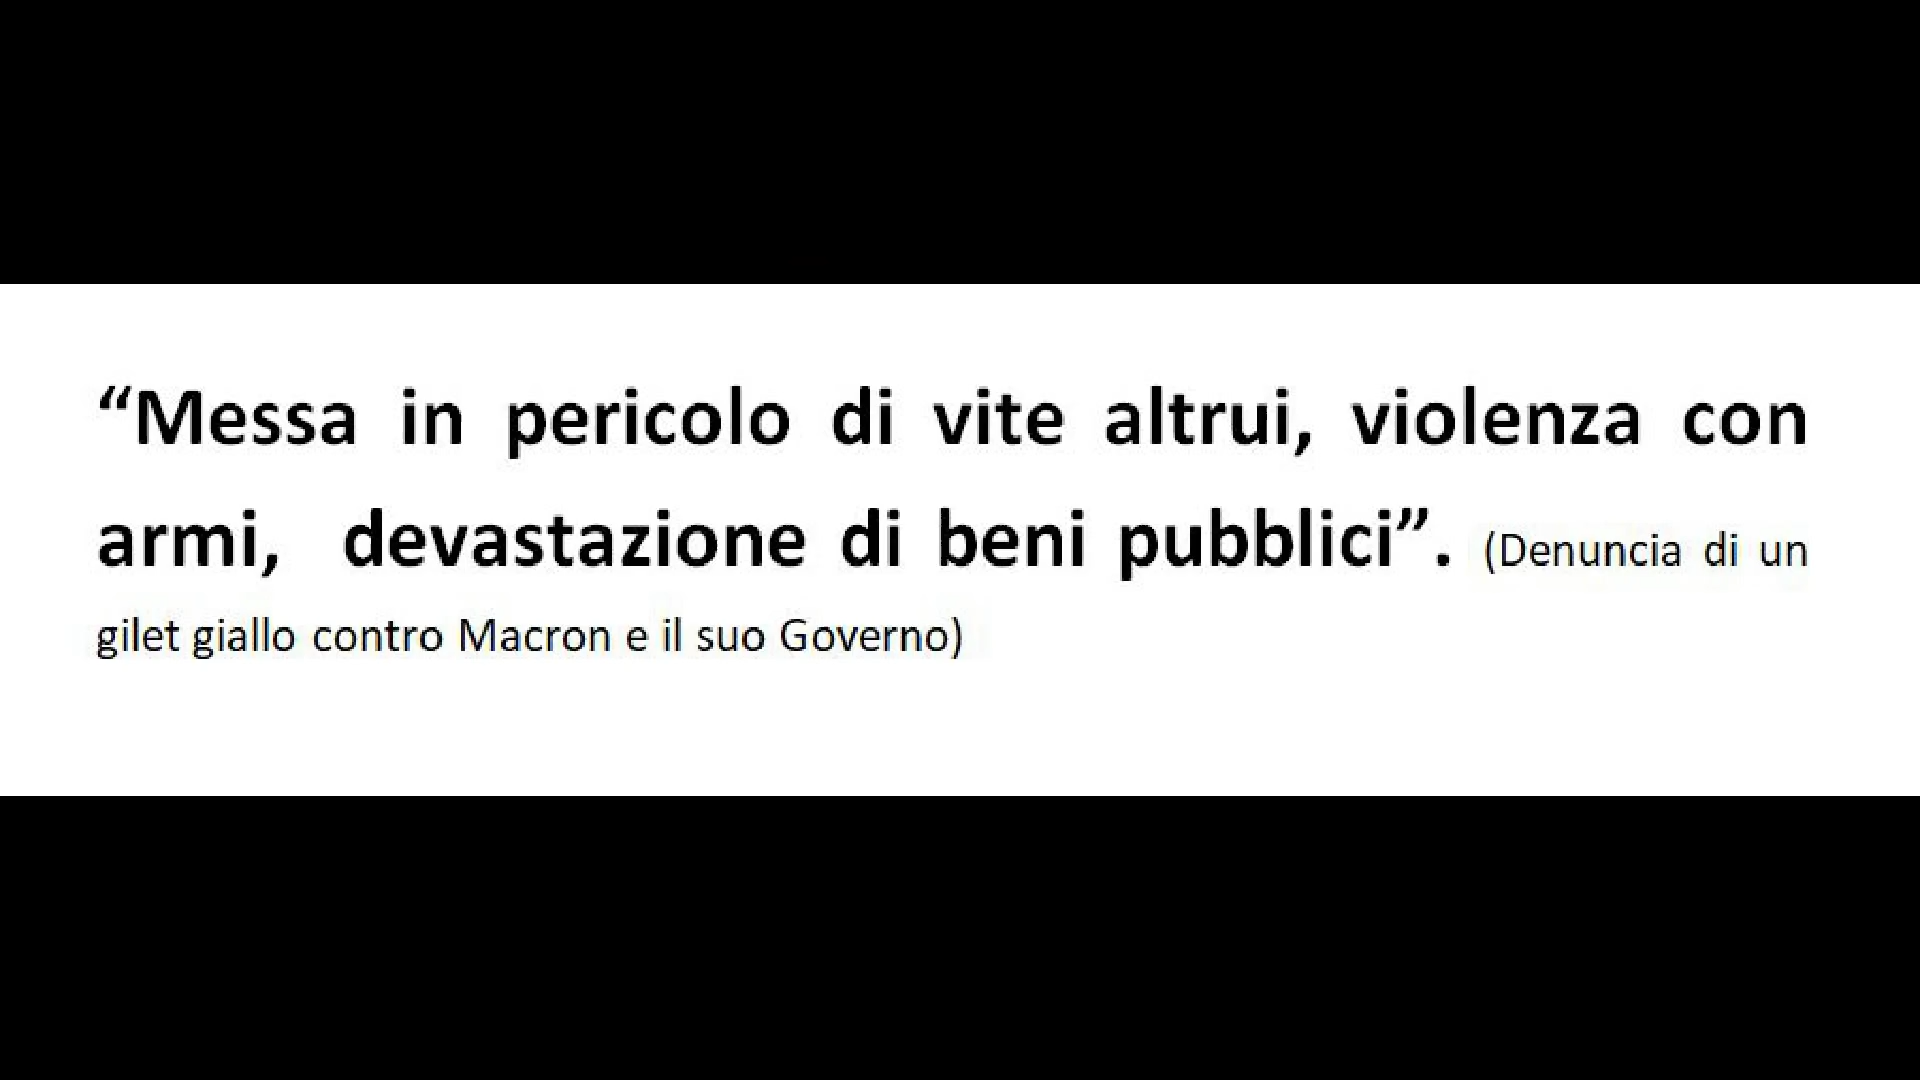 “Messa in pericolo di vite altrui, violenza con
armi, devastazione di beni pubblici”. (Denuncia di un
gilet giallo contro Macron e il suo Governo)